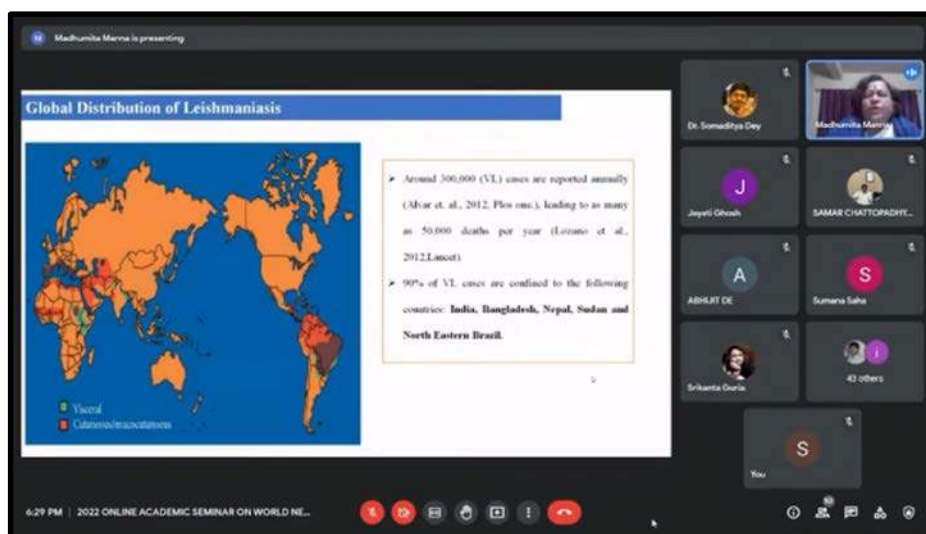 M
Madhumita Manna is presenting
Global Distribution of Leishmaniasis
➢ Around 300,000 (VL) cases are reported annually
(Alvar et. al., 2012, Plos one.), leading to as many
as 50,000 deaths per year (Lozano et al.,
2012,Lancet)
➢ 90% of VL cases are confined to the following
countries: India, Bangladesh, Nepal, Sudan and
North Eastern Brazil.
Visceral
Cutaneous/mucocutaneous
Dr. Somaditya Dey
Madhumita Manna
J
Jayati Ghosh
SAMAR CHATTOPADHY...
A
ABHIJIT DE
S
Sumana Saha
Srikanta Guria
i
43 others
S
You
6:29 PM | 2022 ONLINE ACADEMIC SEMINAR ON WORLD NE...
53